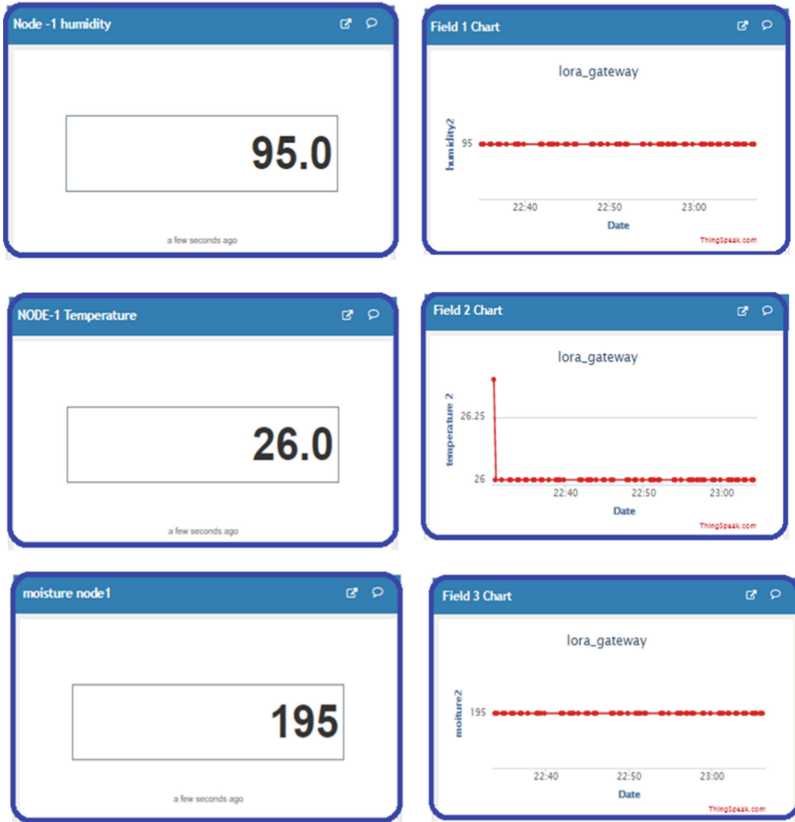 Node -1 humidity
95.0
a few seconds ago
Field 1 Chart
lora_gateway
humidity2
95
22:40 22:50 23:00
Date
ThingSpeak.com
NODE-1 Temperature
26.0
a few seconds ago
Field 2 Chart
lora_gateway
temperature 2
26.25
26
22:40 22:50 23:00
Date
ThingSpeak.com
moisture node1
195
a few seconds ago
Field 3 Chart
lora_gateway
moiture2
195
22:40 22:50 23:00
Date
ThingSpeak.com